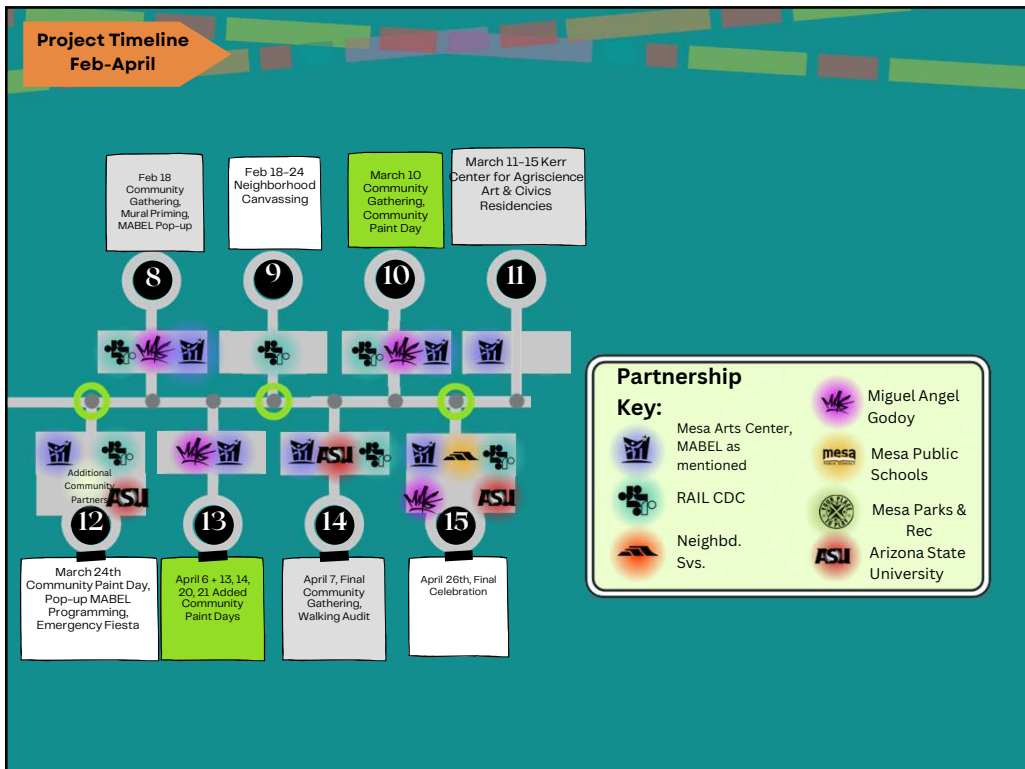 Project Timeline
Feb-April
Feb 18
Community
Gathering,
Mural Priming,
MABEL Pop-up
Feb 18-24
Neighborhood
Canvassing
March 10
Community
Gathering,
Community
Paint Day
March 11-15 Kerr
Center for Agriscience
Art & Civics
Residencies
8
9
10
11
Additional
Community
Partners
ASU
ASU
ASU
12
13
14
15
March 24th
Community Paint Day,
Pop-up MABEL
Programming,
Emergency Fiesta
April 6 + 13, 14,
20, 21 Added
Community
Paint Days
April 7, Final
Community
Gathering,
Walking Audit
April 26th, Final
Celebration
Partnership
Key:
Mesa Arts Center,
MABEL as
mentioned
RAIL CDC
Neighbd.
Svs.
Miguel Angel
Godoy
mesa
PUBLIC SCHOOLS
Mesa Public
Schools
Mesa Parks &
Rec
ASU
Arizona State
University